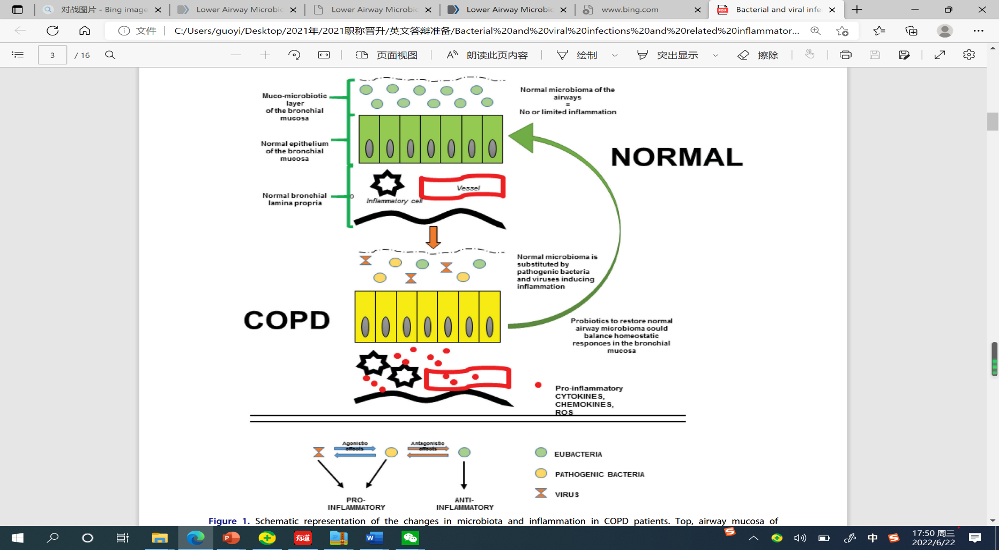 对战图片 - Bing image
Lower Airway Microbio
Lower Airway Microbio
Lower Airway Microbio
www.bing.com
Bacterial and viral infe
文件
C:/Users/guoyi/Desktop/2021年/2021职称晋升/英文答辩准备/Bacterial%20and%20viral%20infections%20and%20related%20inflammator...
3
/ 16
页面视图
朗读此页内容
绘制
突出显示
擦除
Muco-microbiotic
layer
of the bronchial
mucosa
Normal microbioma of the
airways
=
No or limited inflammation
Normal epithelium
of the bronchial
mucosa
NORMAL
Vessel
Normal bronchial
lamina propria
o
Inflammatory cell
Normal microbioma is
substituted by
pathogenic bacteria
and viruses inducing
inflammation
COPD
Probiotics to restore normal
airway microbioma could
balance homeostatic
responces in the bronchial
mucosa
Pro-inflammatory
CYTOKINES,
CHEMOKINES,
ROS
Agonistic
effects
Antagonistic
effects
EUBACTERIA
PATHOGENIC BACTERIA
VIRUS
PRO-
INFLAMMATORY
ANTI-
INFLAMMATORY
Figure 1. Schematic representation of the changes in microbiota and inflammation in COPD patients. Top, airway mucosa of
有道
中
17:50 周三
2022/6/22